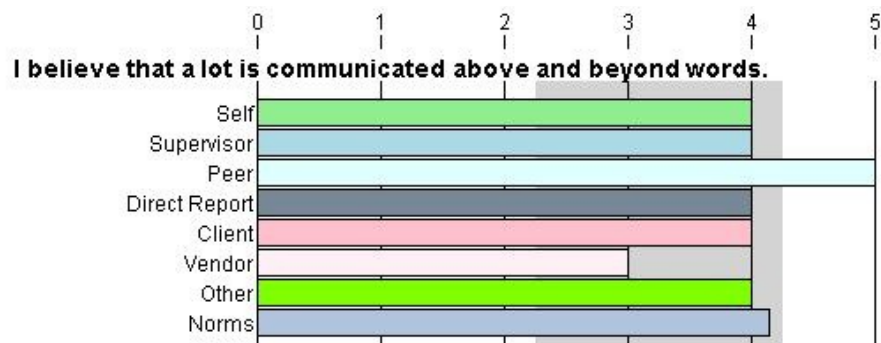 0 1 2 3 4 5
I believe that a lot is communicated above and beyond words.
Self
Supervisor
Peer
Direct Report
Client
Vendor
Other
Norms